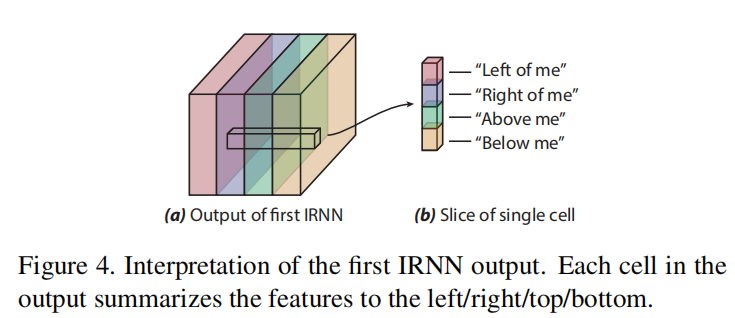 “Left of me”
“Right of me”
“Above me”
“Below me”
(a) Output of first IRNN
(b) Slice of single cell
Figure 4. Interpretation of the first IRNN output. Each cell in the
output summarizes the features to the left/right/top/bottom.